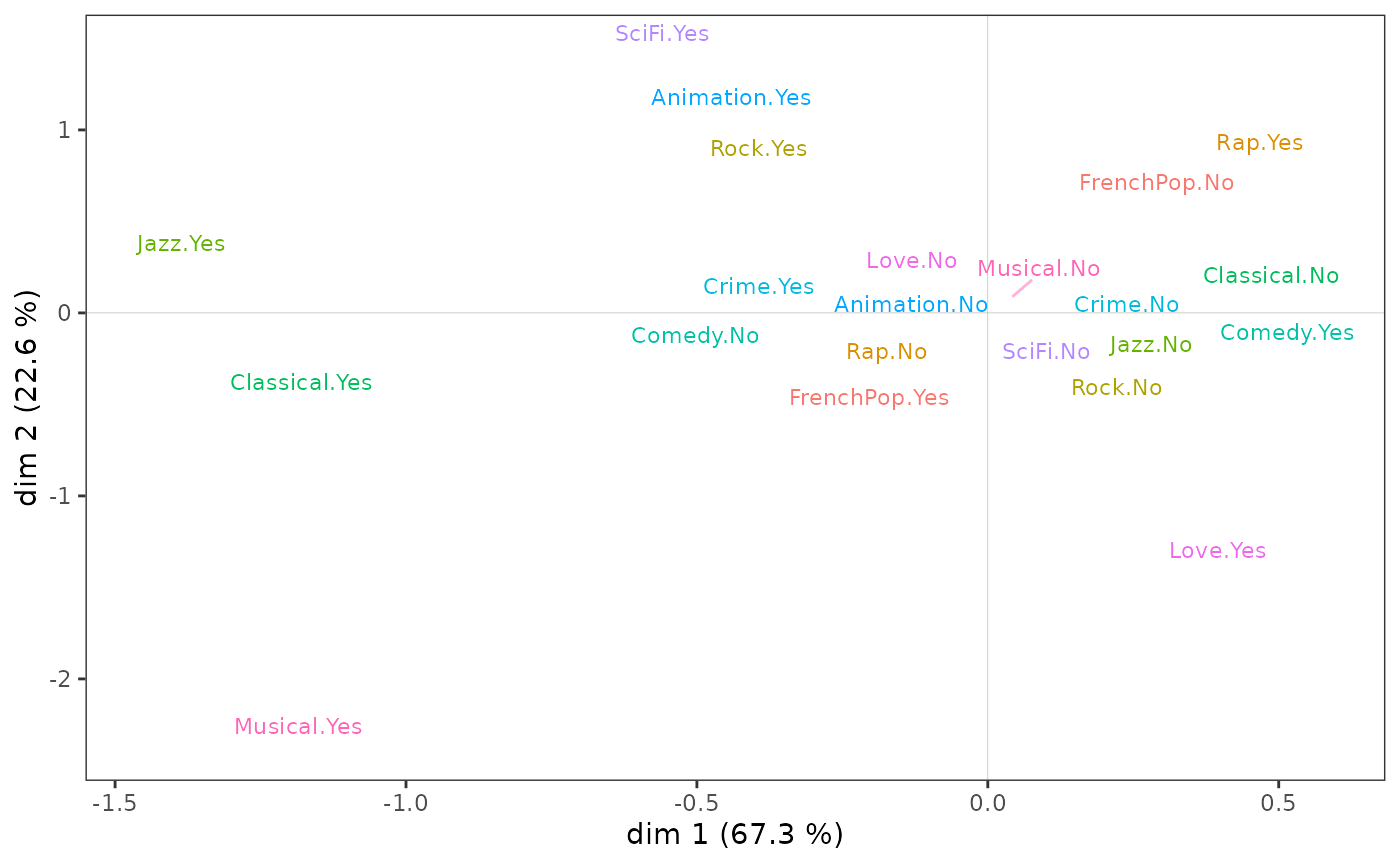 SciFi.Yes
Animation.Yes
Rock.Yes
Rap.Yes
FrenchPop.No
Jazz.Yes
Love.No
Musical.No
Classical.No
Crime.Yes
Animation.No
Crime.No
Comedy.No
Comedy.Yes
Rap.No
SciFi.No
Jazz.No
Classical.Yes
Rock.No
FrenchPop.Yes
Love.Yes
Musical.Yes
1
0
-1
-2
dim 2 (22.6 %)
-1.5 -1.0 -0.5 0.0 0.5
dim 1 (67.3 %)